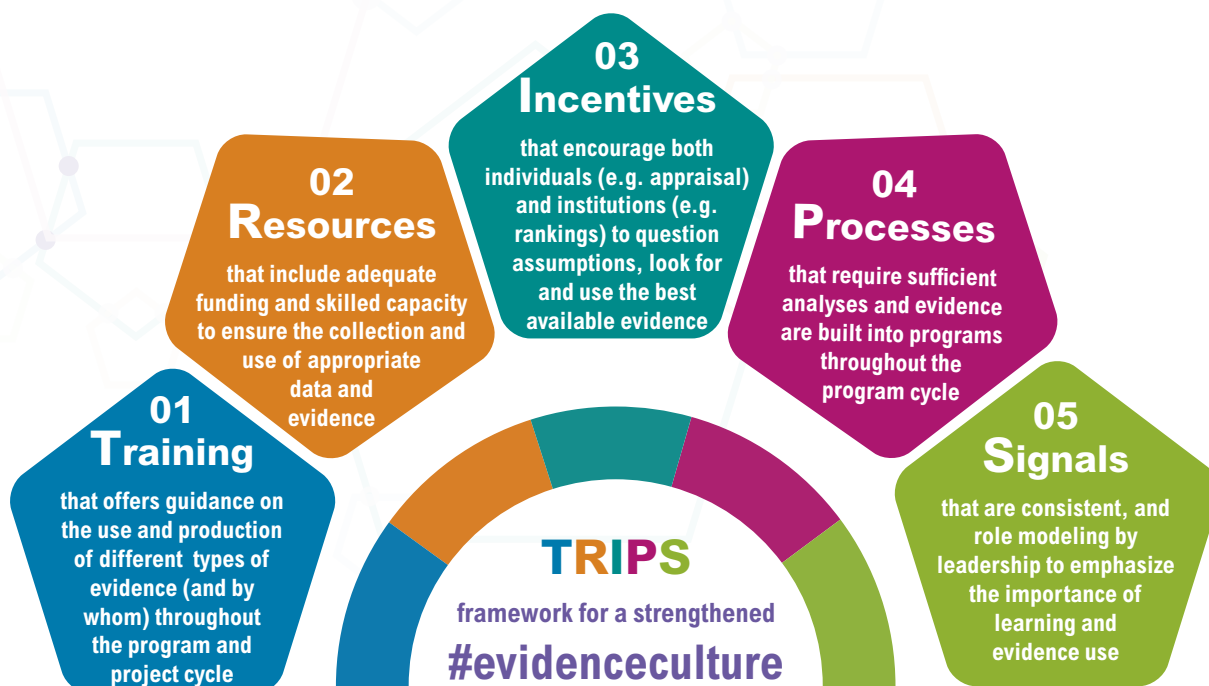 01
Training
that offers guidance on
the use and production
of different types of
evidence (and by
whom) throughout
the program and
project cycle
02
Resources
that include adequate
funding and skilled capacity
to ensure the collection and
use of appropriate
data and
evidence
03
Incentives
that encourage both
individuals (e.g. appraisal)
and institutions (e.g.
rankings) to question
assumptions, look for
and use the best
available evidence
04
Processes
that require sufficient
analyses and evidence
are built into programs
throughout the
program cycle
05
Signals
that are consistent, and
role modeling by
leadership to emphasize
the importance of
learning and
evidence use
TRIPS
framework for a strengthened
#evidenceculture